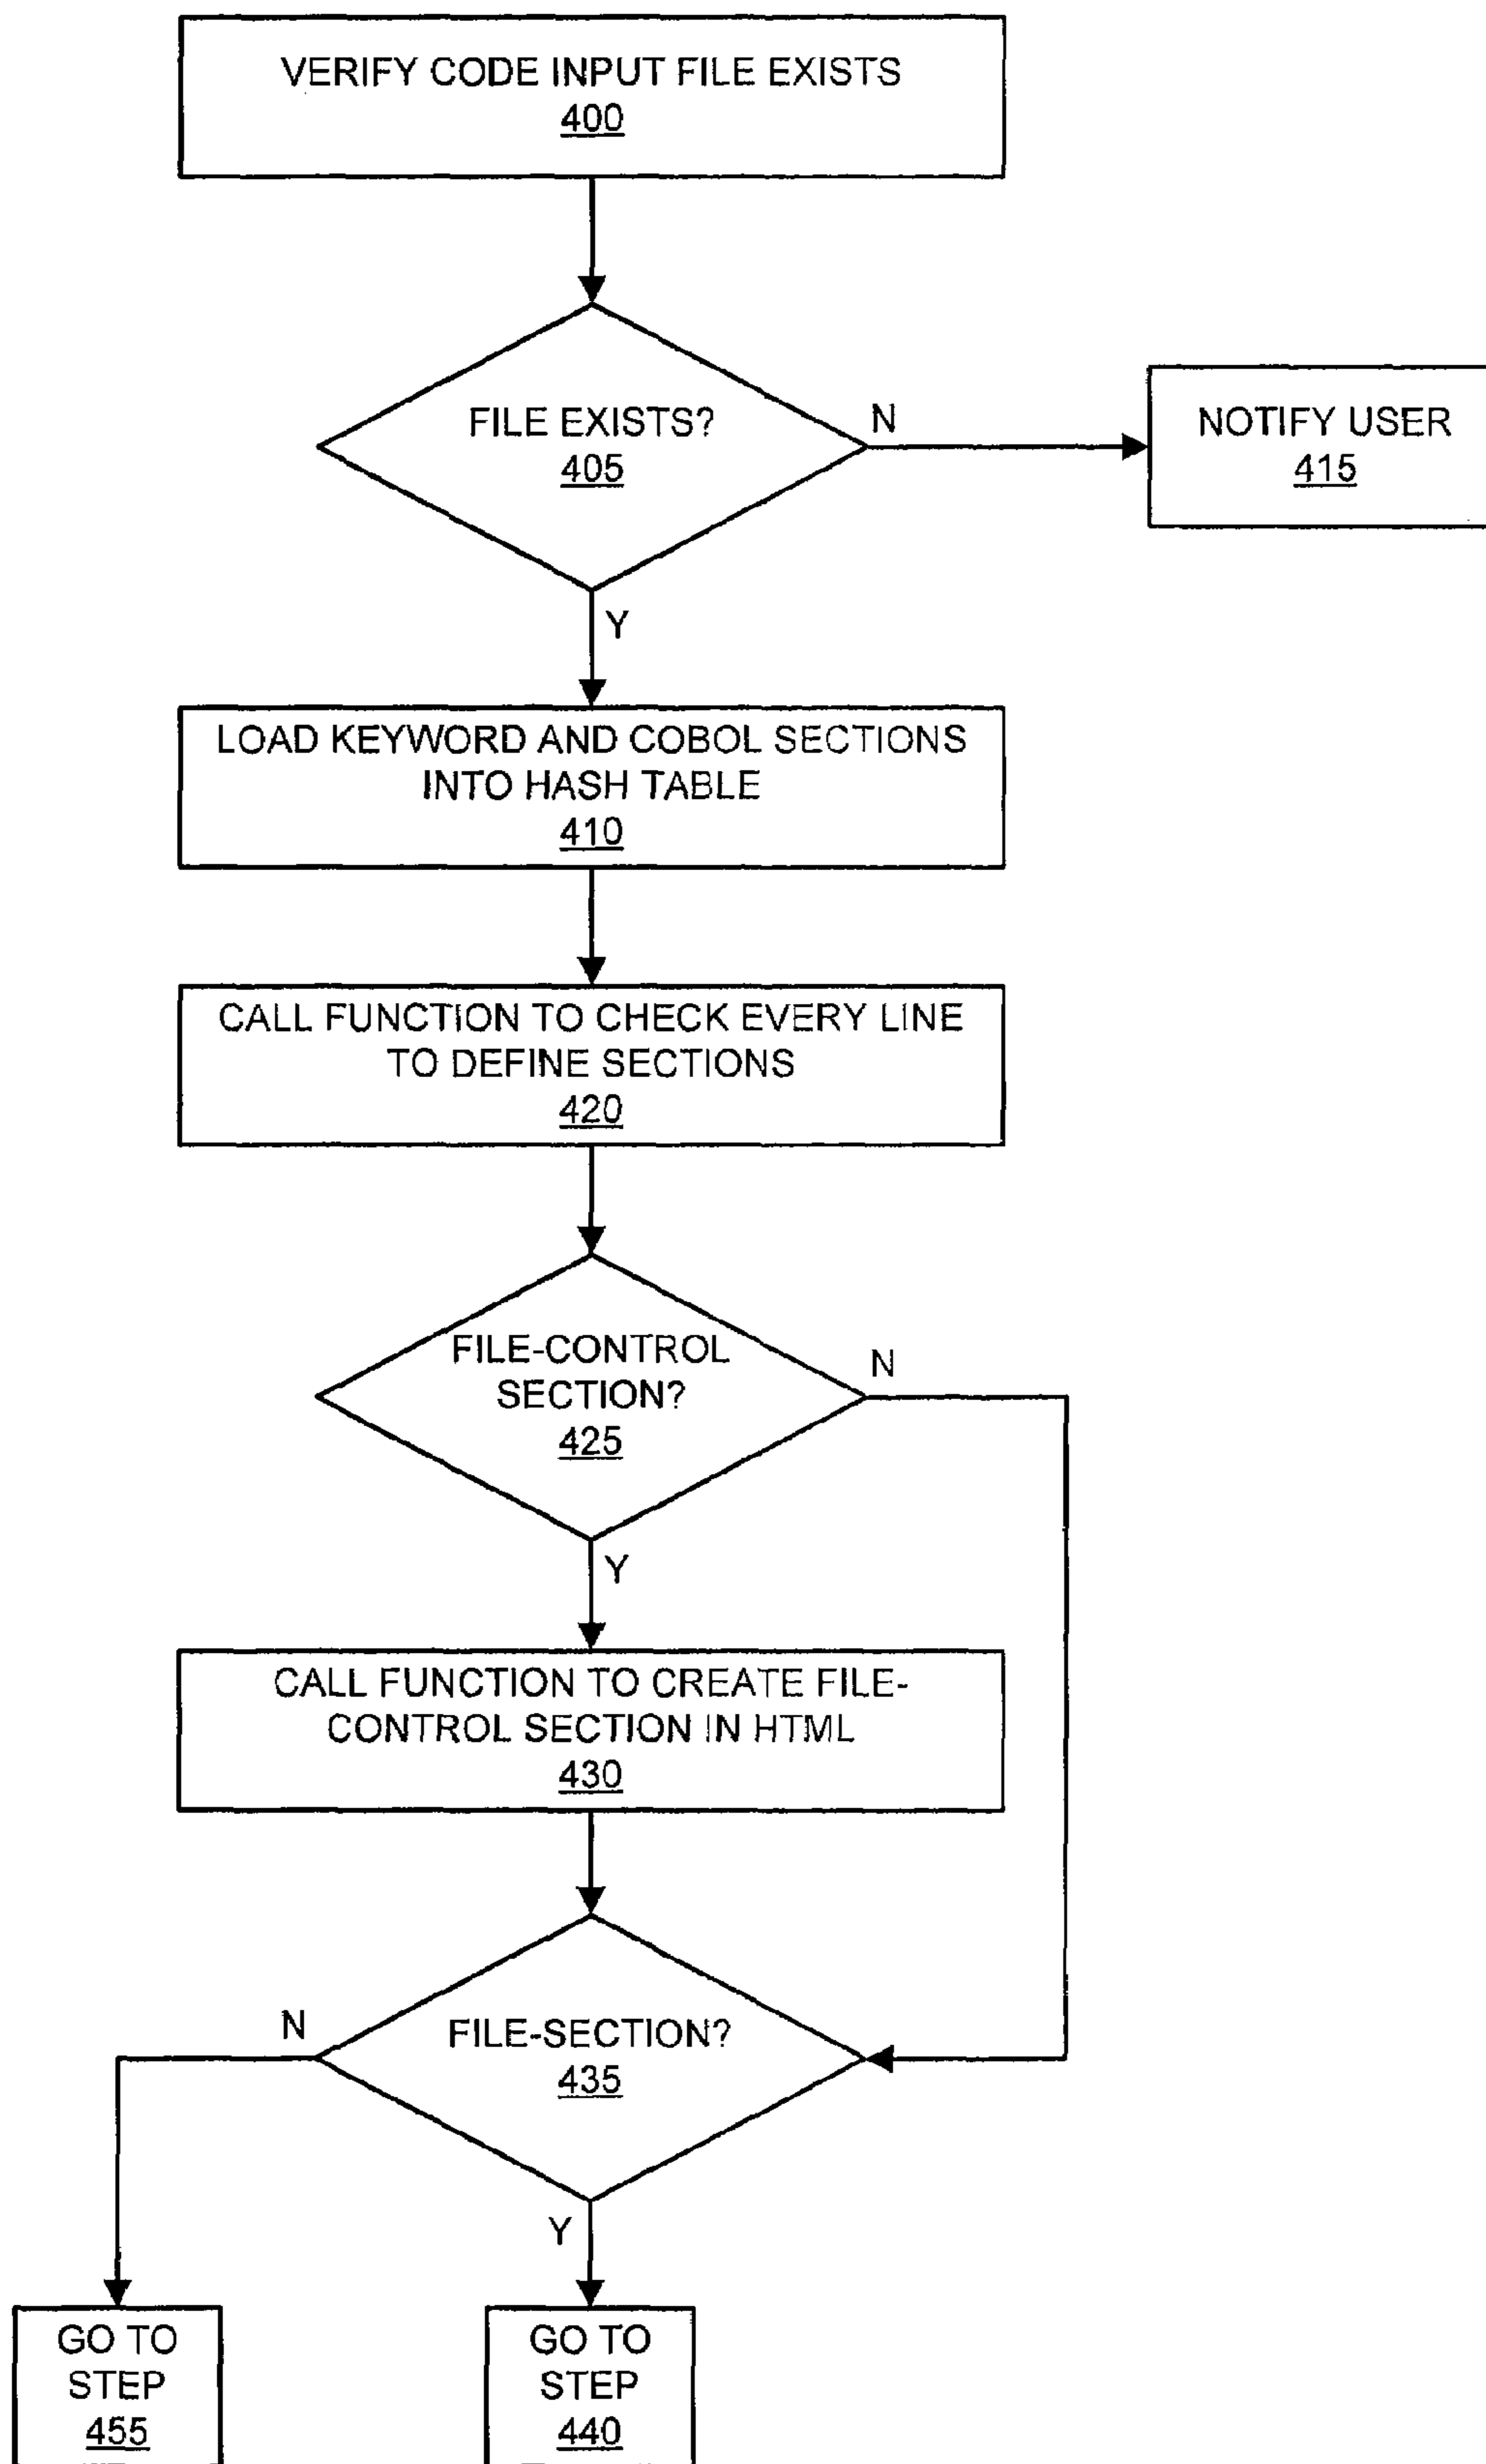 VERIFY CODE INPUT FILE EXISTS
400
FILE EXISTS?
405
N
NOTIFY USER
415
Y
LOAD KEYWORD AND COBOL SECTIONS
INTO HASH TABLE
410
CALL FUNCTION TO CHECK EVERY LINE
TO DEFINE SECTIONS
420
FILE-CONTROL
SECTION?
425
N
Y
CALL FUNCTION TO CREATE FILE-
CONTROL SECTION IN HTML
430
FILE-SECTION?
435
N
Y
GO TO
STEP
455
GO TO
STEP
440